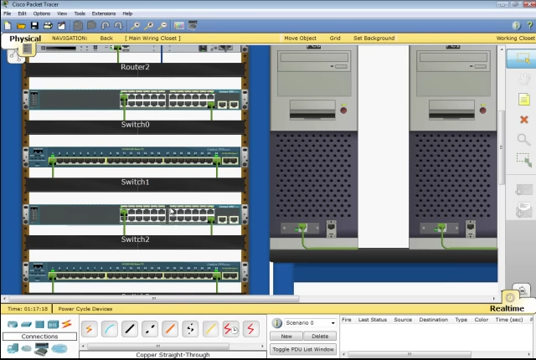 Cisco Packet Tracer
File Edit Options View Tools Extensions Help
Physical NAVIGATION: Back [ Main Wiring Closet ] Move Object Grid Set Background Working Closet
Router2
Switch0
Switch1
Switch2
Time: 01:17:18 Power Cycle Devices Realtime
Connections
Copper Straight-Through
Scenario 0
New Delete
Toggle PDU List Window
Fire Last Status Source Destination Type Color Time (sec)